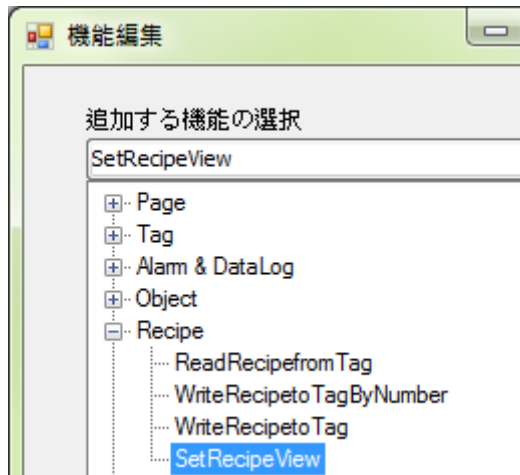 機能編集
追加する機能の選択
SetRecipeView
Page
Tag
Alarm & DataLog
Object
Recipe
ReadRecipefromTag
WriteRecipetoTagByNumber
WriteRecipetoTag
SetRecipeView